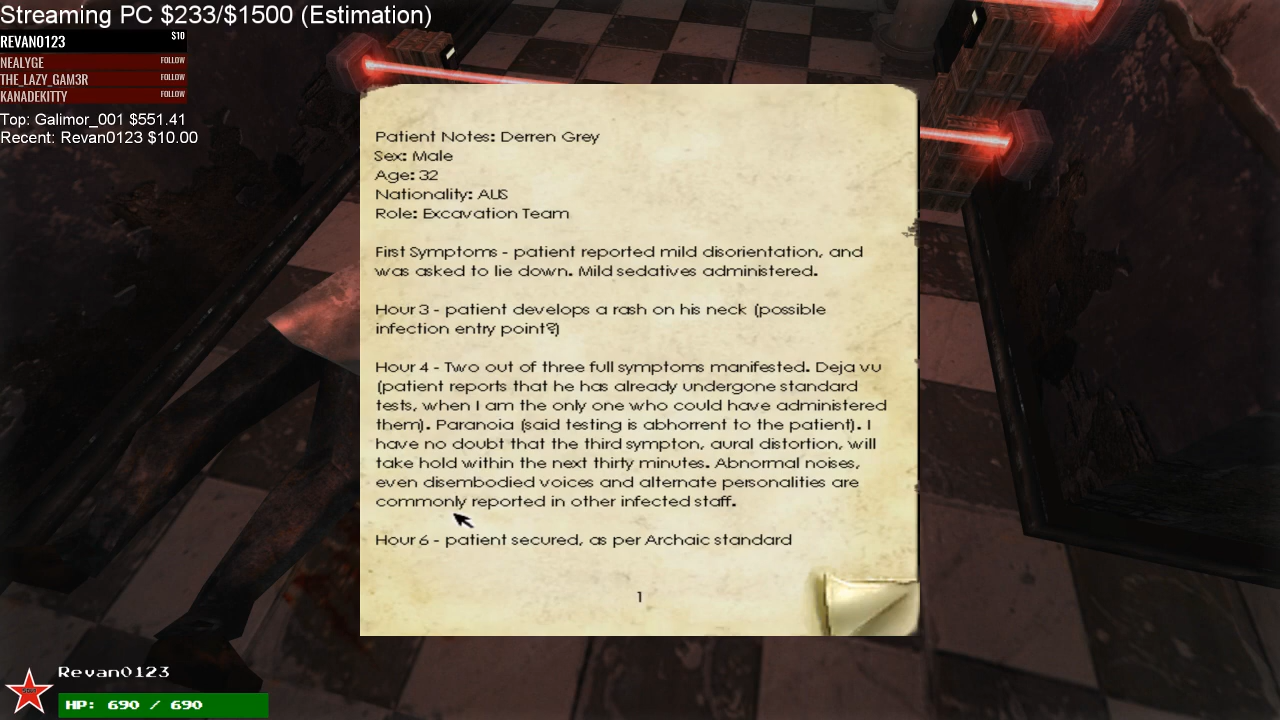 Streaming PC $233/$1500 (Estimation)
REVAN0123 $10
NEALYGE FOLLOW
THE_LAZY_GAM3R FOLLOW
KANADEKITTY FOLLOW
Top: Galimor_001 $551.41
Recent: Revan0123 $10.00
Patient Notes: Derren Grey
Sex: Male
Age: 32
Nationality: AUS
Role: Excavation Team
First Symptoms - patient reported mild disorientation, and
was asked to lie down. Mild sedatives administered.
Hour 3 - patient develops a rash on his neck (possible
infection entry point?)
Hour 4 - Two out of three full symptoms manifested. Deja vu
(patient reports that he has already undergone standard
tests, when I am the only one who could have administered
them). Paranoia (said testing is abhorrent to the patient). I
have no doubt that the third sympton, aural distortion, will
take hold within the next thirty minutes. Abnormal noises,
even disembodied voices and alternate personalities are
commonly reported in other infected staff.
Hour 6 - patient secured, as per Archaic standard
1
Revan0123
HP: 690 / 690